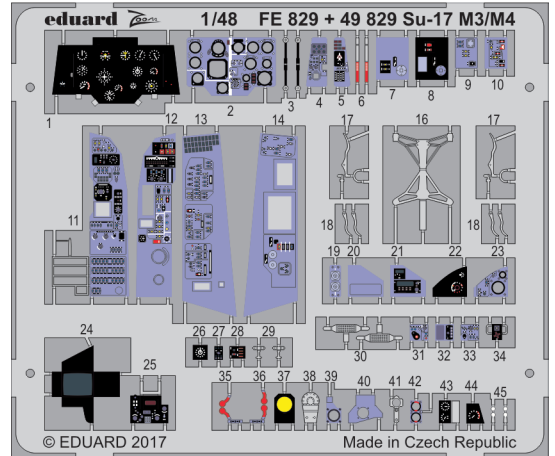 eduard Zoom 1/48 FE 829 + 49 829 Su-17 M3/M4
1 2 3 4 5 6 7 8 9 10
11 12 13 14 17 16 17
18 18
19 20 21 22 23
24 25 26 27 28 29 30 31 32 33 34
35 36 37 38 39 40 41 42 43 44 45
© EDUARD 2017 Made in Czech Republic